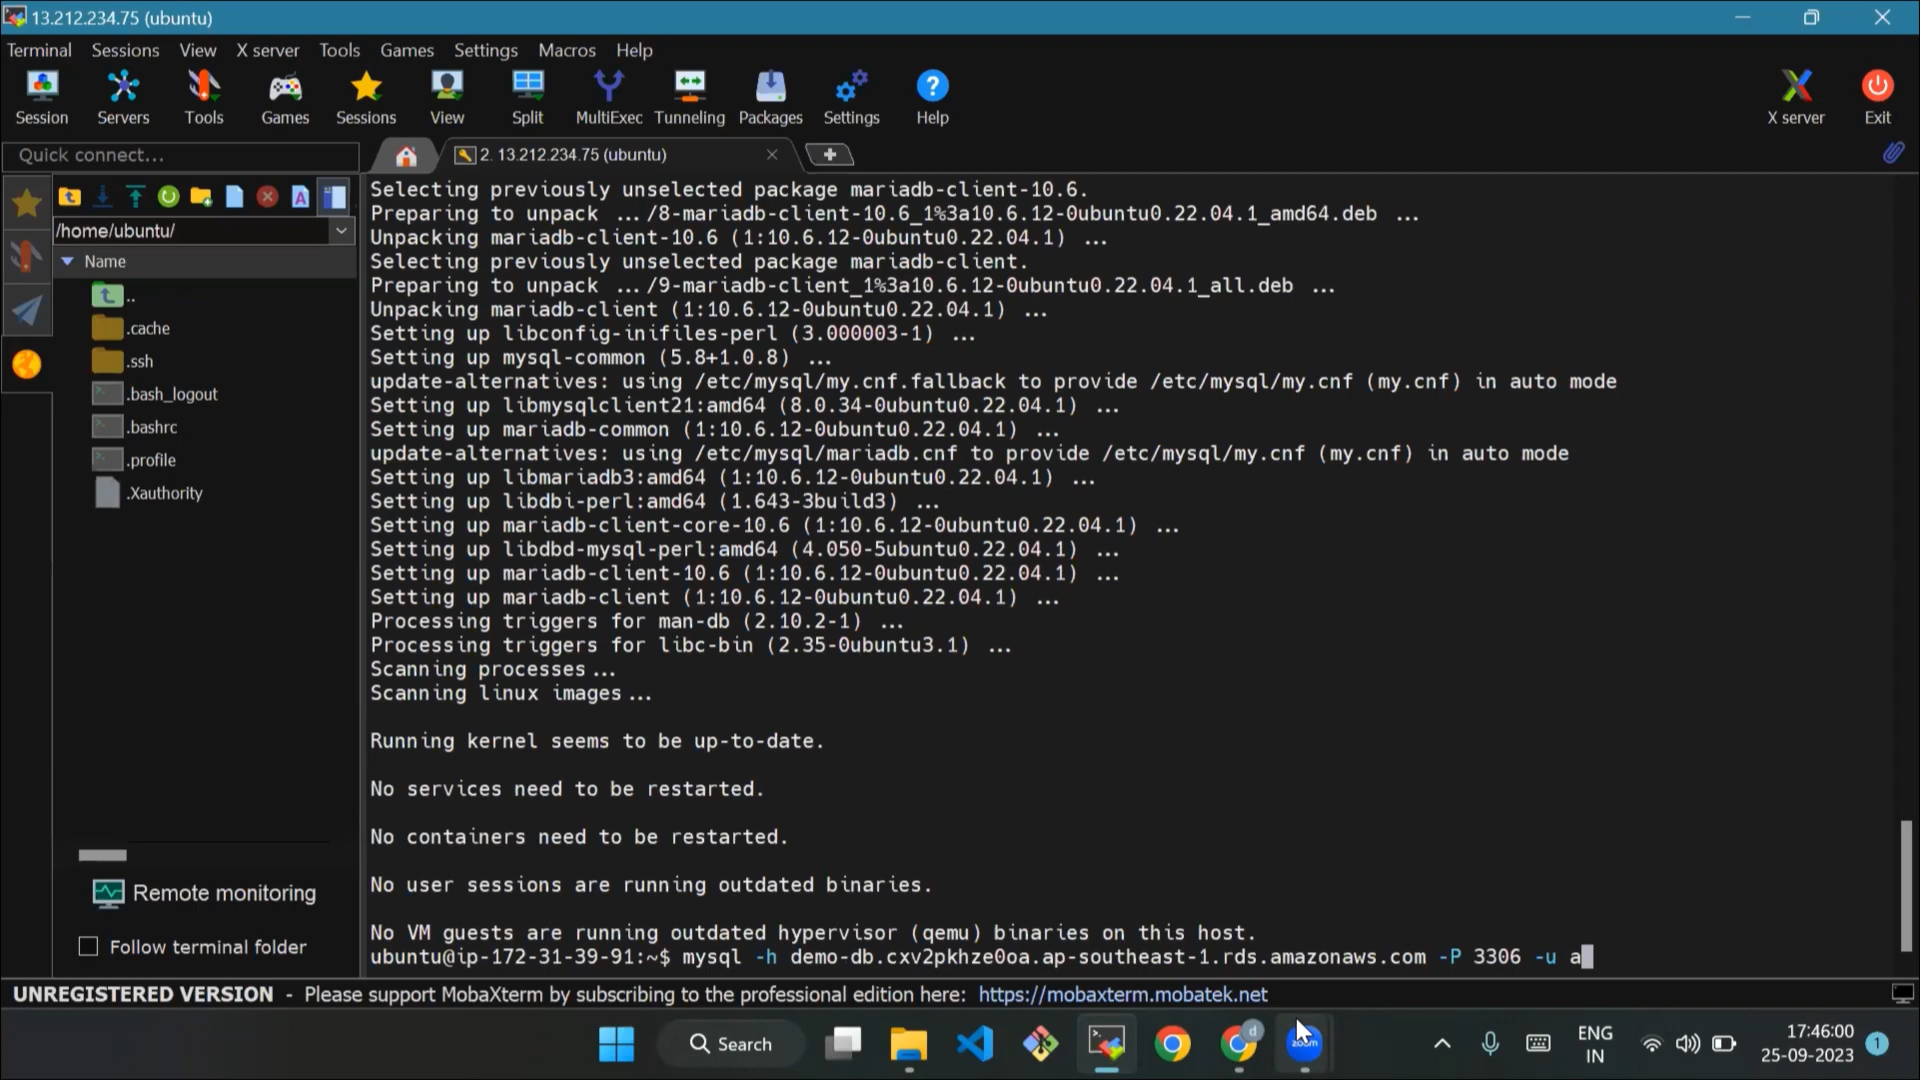 13.212.234.75 (ubuntu)
Terminal Sessions View X server Tools Games Settings Macros Help
Session Servers Tools Games Sessions View Split MultiExec Tunneling Packages Settings Help X server Exit
Quick connect...
2. 13.212.234.75 (ubuntu)
/home/ubuntu/
Name
..
.cache
.ssh
.bash_logout
.bashrc
.profile
.Xauthority
Remote monitoring
Follow terminal folder
Selecting previously unselected package mariadb-client-10.6.
Preparing to unpack .../8-mariadb-client-10.6_1%3a10.6.12-0ubuntu0.22.04.1_amd64.deb ...
Unpacking mariadb-client-10.6 (1:10.6.12-0ubuntu0.22.04.1) ...
Selecting previously unselected package mariadb-client.
Preparing to unpack .../9-mariadb-client_1%3a10.6.12-0ubuntu0.22.04.1_all.deb ...
Unpacking mariadb-client (1:10.6.12-0ubuntu0.22.04.1) ...
Setting up libconfig-inifiles-perl (3.000003-1) ...
Setting up mysql-common (5.8+1.0.8) ...
update-alternatives: using /etc/mysql/my.cnf.fallback to provide /etc/mysql/my.cnf (my.cnf) in auto mode
Setting up libmysqlclient21:amd64 (8.0.34-0ubuntu0.22.04.1) ...
Setting up mariadb-common (1:10.6.12-0ubuntu0.22.04.1) ...
update-alternatives: using /etc/mysql/mariadb.cnf to provide /etc/mysql/my.cnf (my.cnf) in auto mode
Setting up libmariadb3:amd64 (1:10.6.12-0ubuntu0.22.04.1) ...
Setting up libdbi-perl:amd64 (1.643-3build3) ...
Setting up mariadb-client-core-10.6 (1:10.6.12-0ubuntu0.22.04.1) ...
Setting up libdbd-mysql-perl:amd64 (4.050-5ubuntu0.22.04.1) ...
Setting up mariadb-client-10.6 (1:10.6.12-0ubuntu0.22.04.1) ...
Setting up mariadb-client (1:10.6.12-0ubuntu0.22.04.1) ...
Processing triggers for man-db (2.10.2-1) ...
Processing triggers for libc-bin (2.35-0ubuntu3.1) ...
Scanning processes...
Scanning linux images...
Running kernel seems to be up-to-date.
No services need to be restarted.
No containers need to be restarted.
No user sessions are running outdated binaries.
No VM guests are running outdated hypervisor (qemu) binaries on this host.
ubuntu@ip-172-31-39-91:~$ mysql -h demo-db.cxv2pkhze0oa.ap-southeast-1.rds.amazonaws.com -P 3306 -u a
UNREGISTERED VERSION - Please support MobaXterm by subscribing to the professional edition here: https://mobaxterm.mobatek.net
Search
d
zoom
ENG
IN
17:46:00
25-09-2023
1